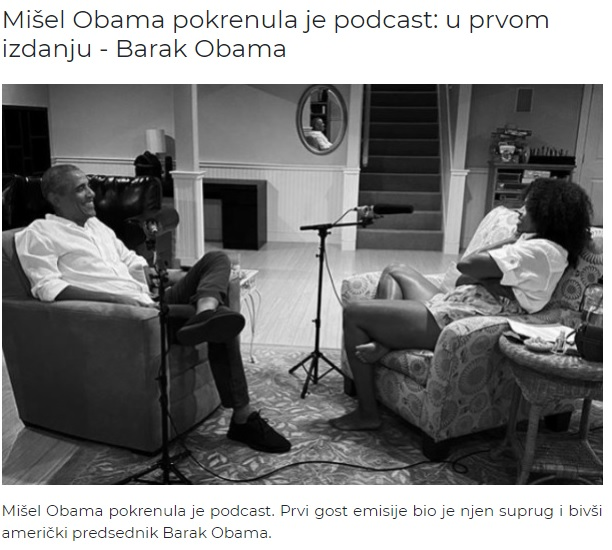 Mišel Obama pokrenula je podcast: u prvom
izdanju - Barak Obama
Mišel Obama pokrenula je podcast. Prvi gost emisije bio je njen suprug i bivši
američki predsednik Barak Obama.